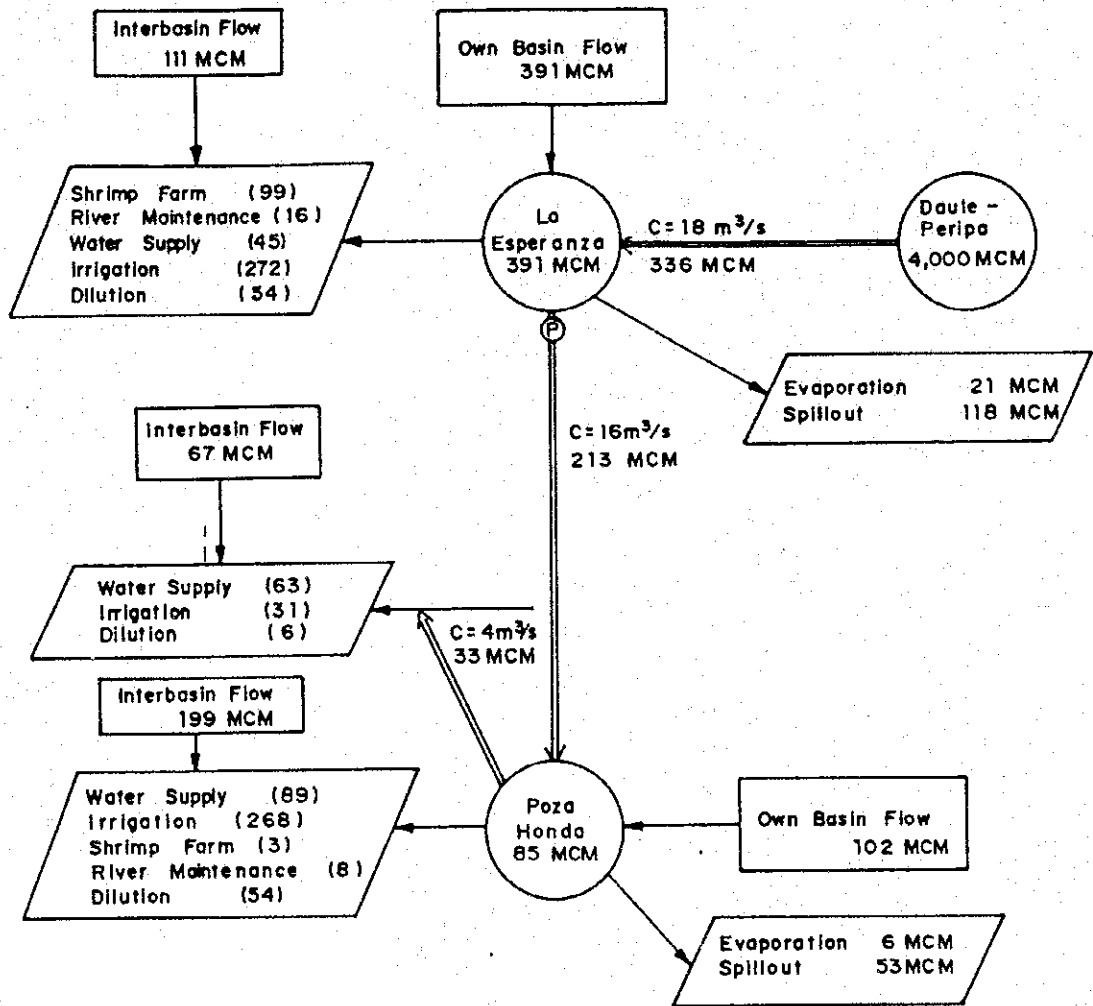 Interbasin Flow
111 MCM
Own Basin Flow
391 MCM
Shrimp Farm (99)
River Maintenance (16)
Water Supply (45)
Irrigation (272)
Dilution (54)
La
Esperanza
391 MCM
C=18 m³/s
336 MCM
Daule-
Peripa
4,000 MCM
P
Evaporation 21 MCM
Spillout 118 MCM
C=16m³/s
213 MCM
Interbasin Flow
67 MCM
Water Supply (63)
Irrigation (31)
Dilution (6)
C=4m³/s
33 MCM
Interbasin Flow
199 MCM
Water Supply (89)
Irrigation (268)
Shrimp Farm (3)
River Maintenance (8)
Dilution (54)
Poza
Honda
85 MCM
Own Basin Flow
102 MCM
Evaporation 6 MCM
Spillout 53MCM